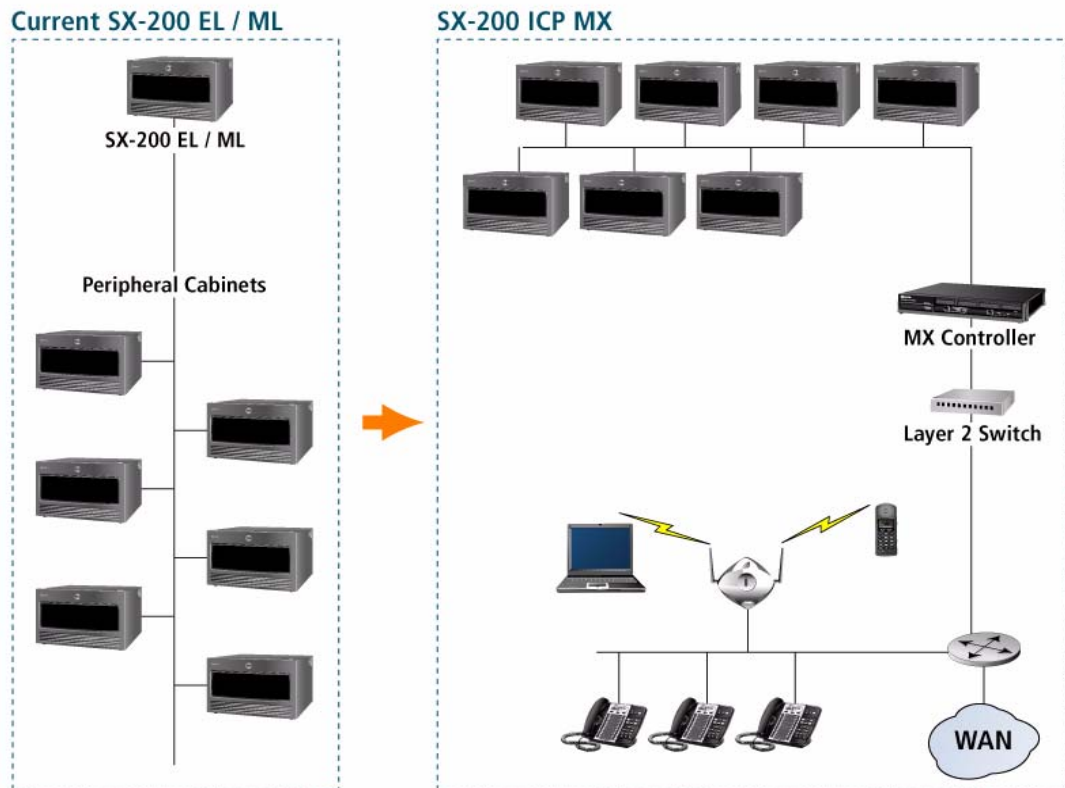 Current SX-200 EL / ML
SX-200 EL / ML
Peripheral Cabinets
SX-200 ICP MX
MX Controller
Layer 2 Switch
WAN